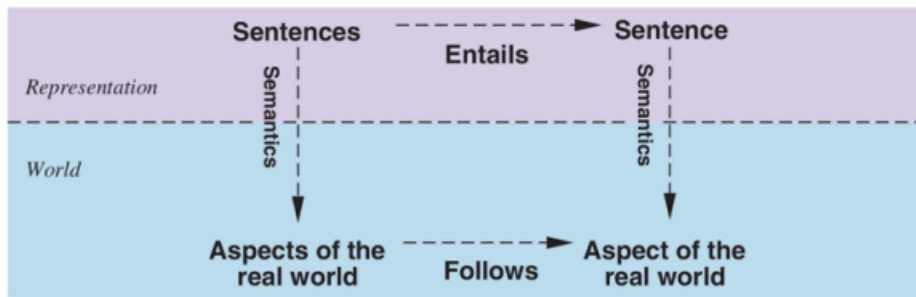 Sentences
Sentence
Entails
Representation
Semantics
Semantics
World
Aspects of the
real world
Follows
Aspect of the
real world